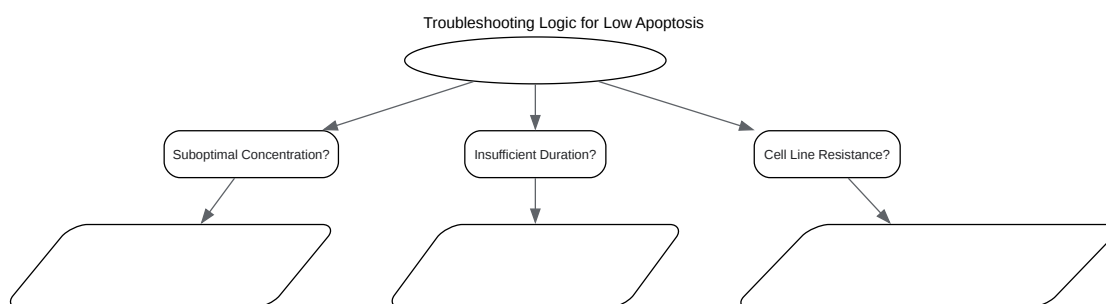 Troubleshooting Logic for Low Apoptosis
Suboptimal Concentration?
Insufficient Duration?
Cell Line Resistance?